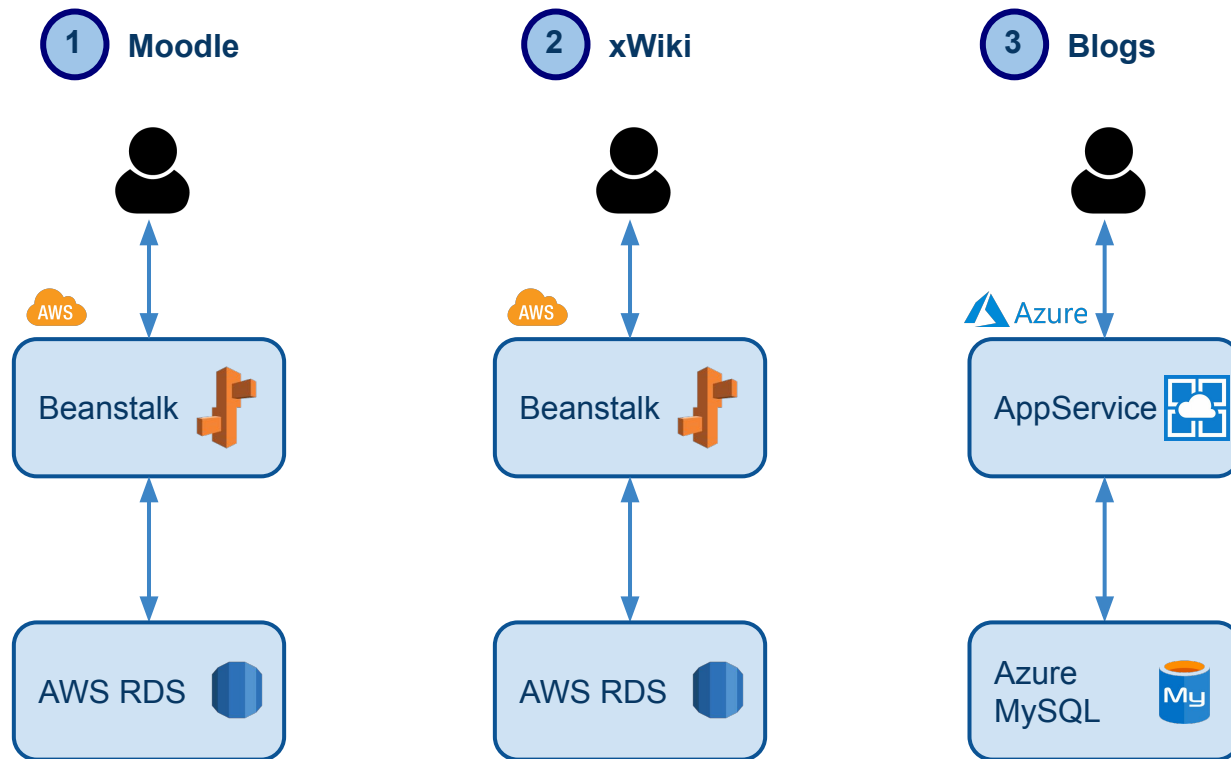 1 Moodle
2 xWiki
3 Blogs
AWS
AWS
Azure
Beanstalk
Beanstalk
AppService
AWS RDS
AWS RDS
Azure
MySQL
My